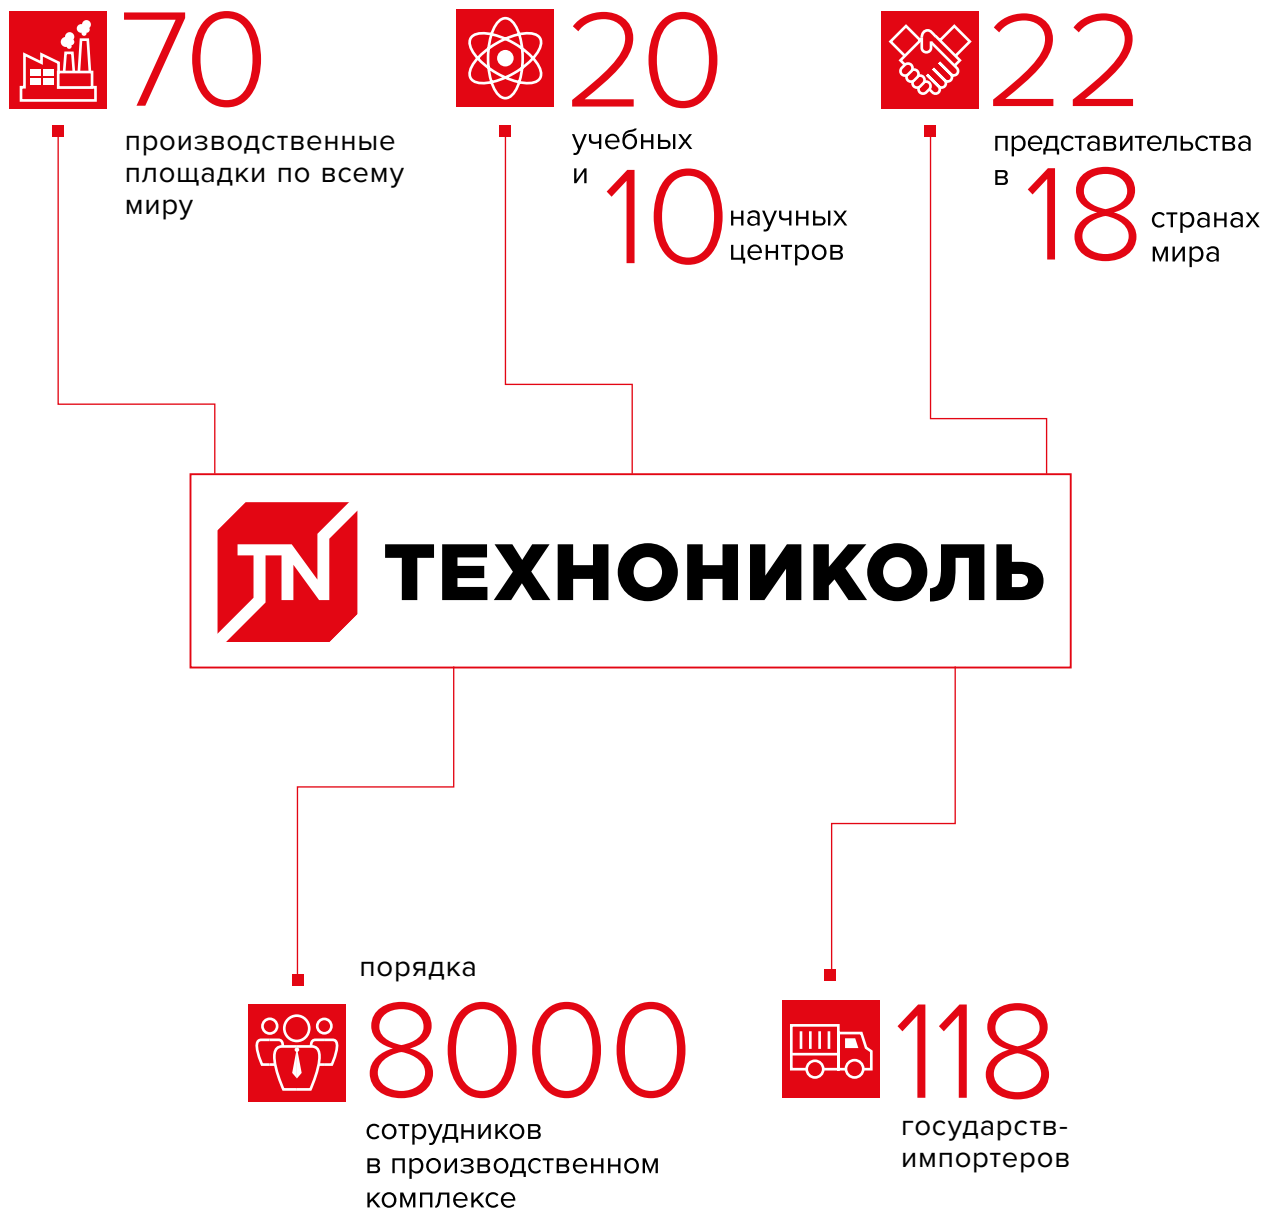 70
производственные
площадки по всему
миру
20
учебных
и 10 научных
центров
22
представительства
в 18 странах
мира
TN ТЕХНОНИКОЛЬ
порядка
8000
сотрудников
в производственном
комплексе
118
государств-
импортеров